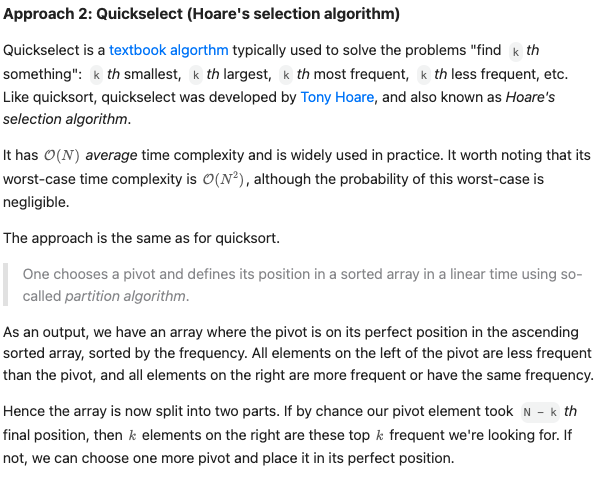 Approach 2: Quickselect (Hoare's selection algorithm)
Quickselect is a textbook algorthm typically used to solve the problems "find k th
something": k th smallest, k th largest, k th most frequent, k th less frequent, etc.
Like quicksort, quickselect was developed by Tony Hoare, and also known as Hoare's
selection algorithm.
It has O(N) average time complexity and is widely used in practice. It worth noting that its
worst-case time complexity is O(N²), although the probability of this worst-case is
negligible.
The approach is the same as for quicksort.
One chooses a pivot and defines its position in a sorted array in a linear time using so-
called partition algorithm.
As an output, we have an array where the pivot is on its perfect position in the ascending
sorted array, sorted by the frequency. All elements on the left of the pivot are less frequent
than the pivot, and all elements on the right are more frequent or have the same frequency.
Hence the array is now split into two parts. If by chance our pivot element took N - k th
final position, then k elements on the right are these top k frequent we're looking for. If
not, we can choose one more pivot and place it in its perfect position.